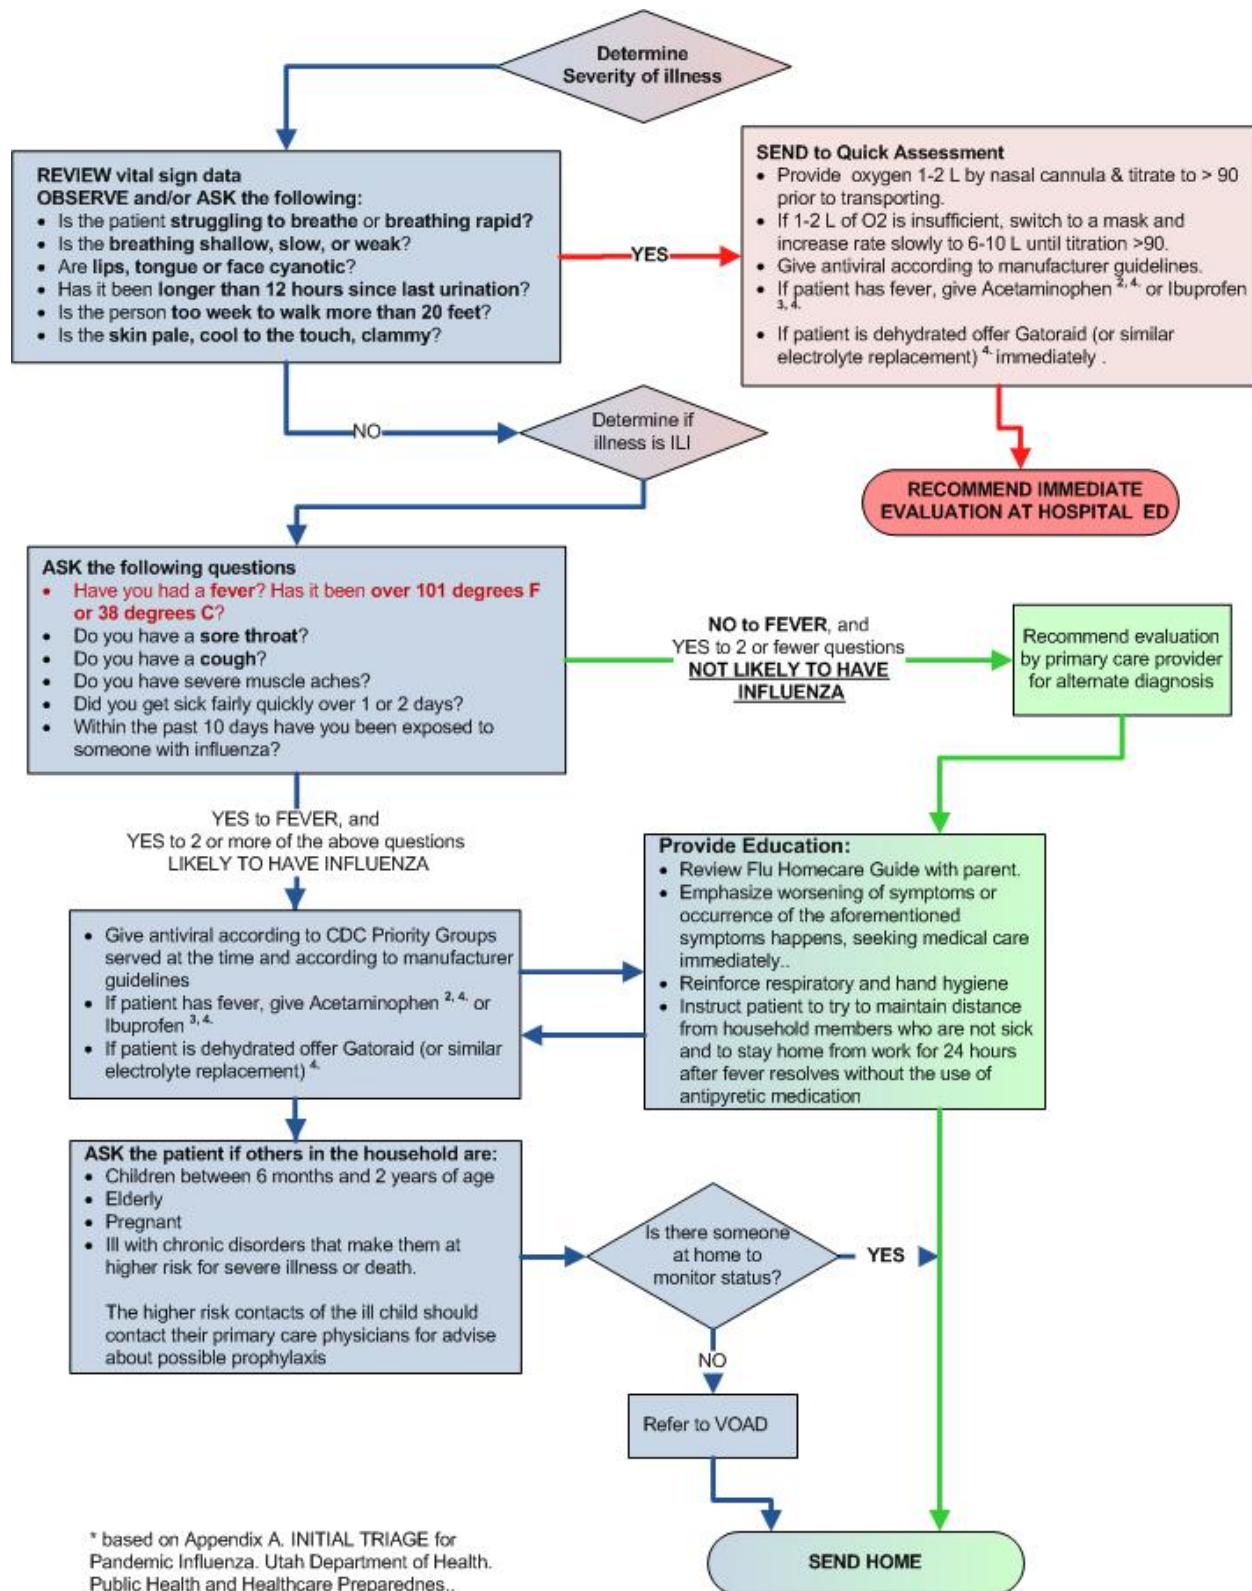 Determine
Severity of illness
REVIEW vital sign data
OBSERVE and/or ASK the following:
• Is the patient struggling to breathe or breathing rapid?
• Is the breathing shallow, slow, or weak?
• Are lips, tongue or face cyanotic?
• Has it been longer than 12 hours since last urination?
• Is the person too week to walk more than 20 feet?
• Is the skin pale, cool to the touch, clammy?
YES
SEND to Quick Assessment
• Provide oxygen 1-2 L by nasal cannula & titrate to > 90
prior to transporting.
• If 1-2 L of O2 is insufficient, switch to a mask and
increase rate slowly to 6-10 L until titration >90.
• Give antiviral according to manufacturer guidelines.
• If patient has fever, give Acetaminophen 2, 4. or Ibuprofen
3, 4.
• If patient is dehydrated offer Gatoraid (or similar
electrolyte replacement) 4. immediately .
NO
Determine if
illness is ILI
RECOMMEND IMMEDIATE
EVALUATION AT HOSPITAL ED
ASK the following questions
• Have you had a fever? Has it been over 101 degrees F
or 38 degrees C?
• Do you have a sore throat?
• Do you have a cough?
• Do you have severe muscle aches?
• Did you get sick fairly quickly over 1 or 2 days?
• Within the past 10 days have you been exposed to
someone with influenza?
NO to FEVER, and
YES to 2 or fewer questions
NOT LIKELY TO HAVE
INFLUENZA
Recommend evaluation
by primary care provider
for alternate diagnosis
YES to FEVER, and
YES to 2 or more of the above questions
LIKELY TO HAVE INFLUENZA
Provide Education:
• Review Flu Homecare Guide with parent.
• Emphasize worsening of symptoms or
occurrence of the aforementioned
symptoms happens, seeking medical care
immediately..
• Reinforce respiratory and hand hygiene
• Instruct patient to try to maintain distance
from household members who are not sick
and to stay home from work for 24 hours
after fever resolves without the use of
antipyretic medication
• Give antiviral according to CDC Priority Groups
served at the time and according to manufacturer
guidelines
• If patient has fever, give Acetaminophen 2, 4. or
Ibuprofen 3, 4.
• If patient is dehydrated offer Gatoraid (or similar
electrolyte replacement) 4.
ASK the patient if others in the household are:
• Children between 6 months and 2 years of age
• Elderly
• Pregnant
• Ill with chronic disorders that make them at
higher risk for severe illness or death.
The higher risk contacts of the ill child should
contact their primary care physicians for advise
about possible prophylaxis
Is there someone
at home to
monitor status?
YES
NO
Refer to VOAD
SEND HOME
* based on Appendix A. INITIAL TRIAGE for
Pandemic Influenza. Utah Department of Health.
Public Health and Healthcare Preparednes..